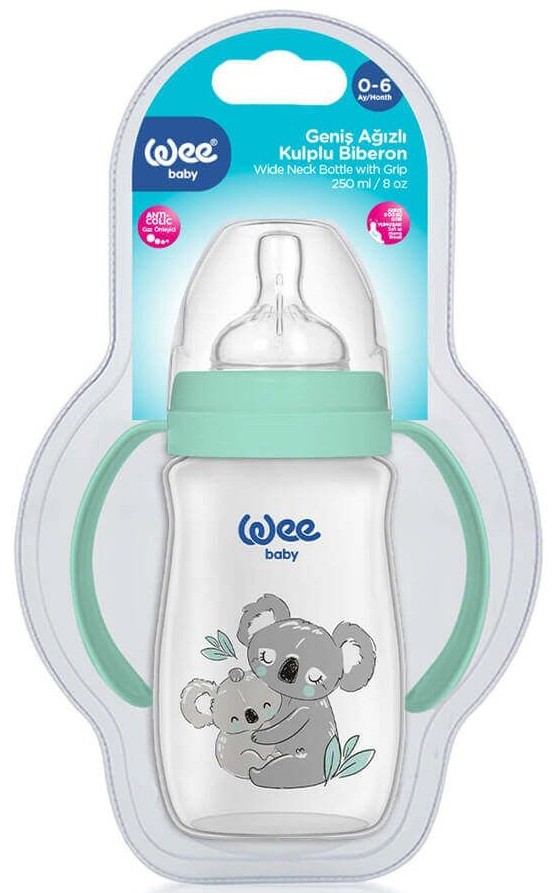 0-6
Ay/Month
wee®
baby
Geniş Ağızlı
Kulplu Biberon
Wide Neck Bottle with Grip
250 ml / 8 oz
ANTI-
COLIC
Gaz Önleyici
wee
baby